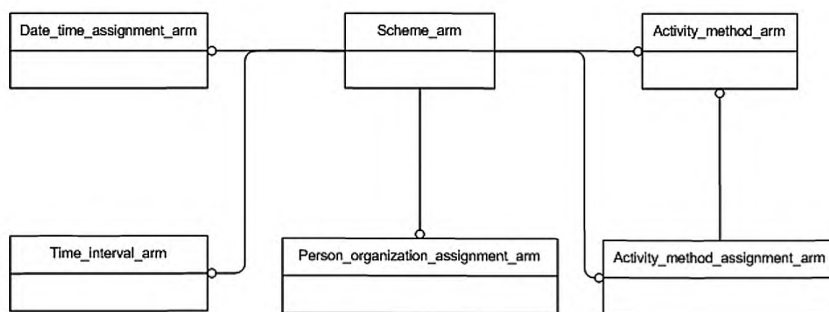 Date_time_assignment_arm
Scheme_arm
Activity_method_arm
Time_interval_arm
Person_organization_assignment_arm
Activity_method_assignment_arm